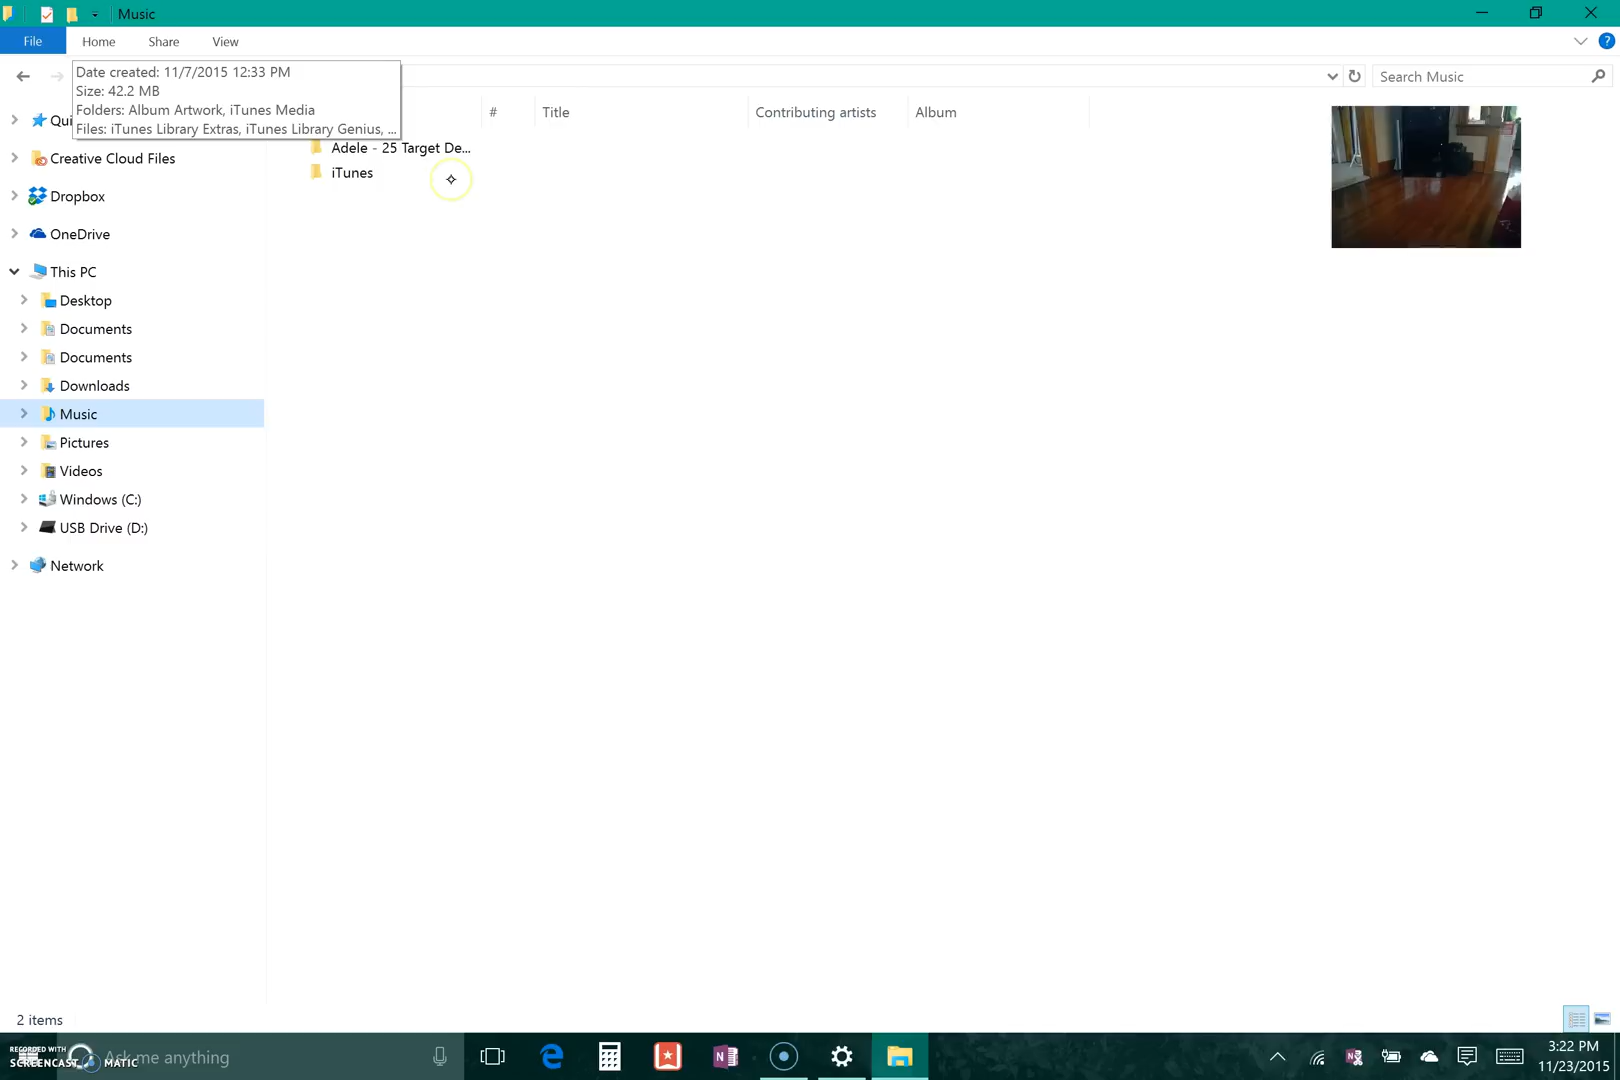 Music
File
Home
Share
View
?
Search Music
Date created: 11/7/2015 12:33 PM
Size: 42.2 MB
Folders: Album Artwork, iTunes Media
Files: iTunes Library Extras, iTunes Library Genius, ...
#
Title
Contributing artists
Album
Adele - 25 Target De...
iTunes
Creative Cloud Files
Dropbox
OneDrive
This PC
Desktop
Documents
Documents
Downloads
Music
Pictures
Videos
Windows (C:)
USB Drive (D:)
Network
2 items
RECORDED WITH
SCREENCAST MATIC
Ask me anything
3:22 PM
11/23/2015